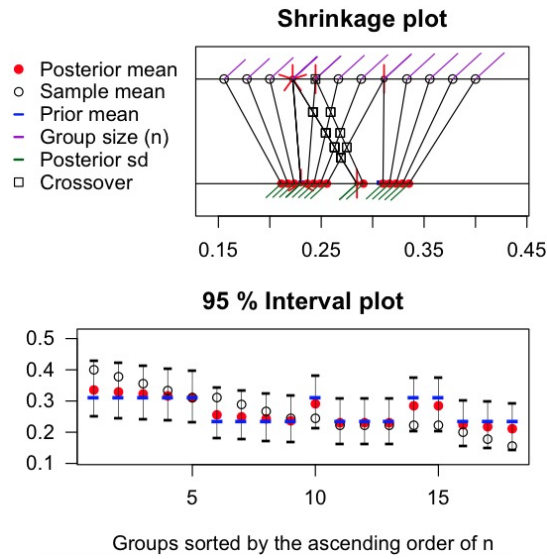 Shrinkage plot
Posterior mean
Sample mean
Prior mean
Group size (n)
Posterior sd
Crossover
0.15 0.25 0.35 0.45
95 % Interval plot
0.5
0.4
0.3
0.2
0.1
5 10 15
Groups sorted by the ascending order of n